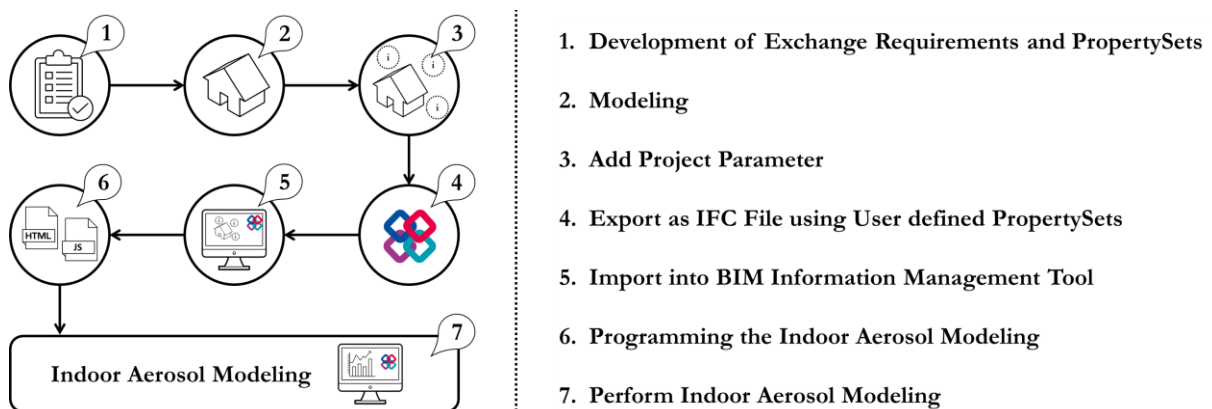 1
2
3
i
i
i
6
5
4
HTML
JS
7
Indoor Aerosol Modeling
1. Development of Exchange Requirements and PropertySets
2. Modeling
3. Add Project Parameter
4. Export as IFC File using User defined PropertySets
5. Import into BIM Information Management Tool
6. Programming the Indoor Aerosol Modeling
7. Perform Indoor Aerosol Modeling